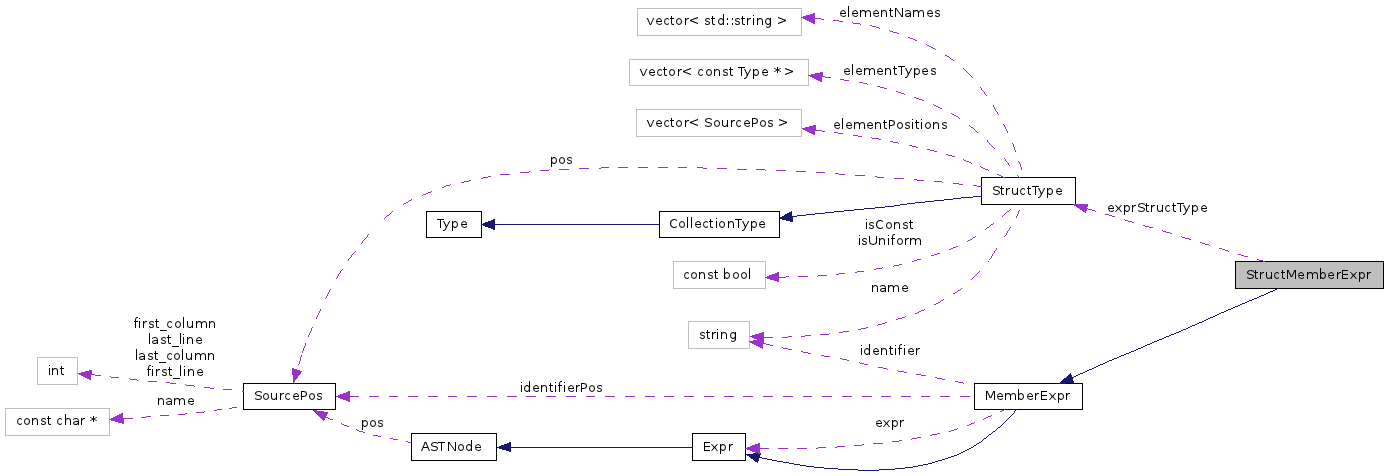 vector< std::string >
elementNames
vector< const Type * >
elementTypes
vector< SourcePos >
elementPositions
pos
StructType
Type
CollectionType
isConst
isUniform
exprStructType
const bool
StructMemberExpr
name
string
identifier
first_column
last_line
last_column
first_line
int
SourcePos
identifierPos
MemberExpr
name
const char *
pos
expr
ASTNode
Expr